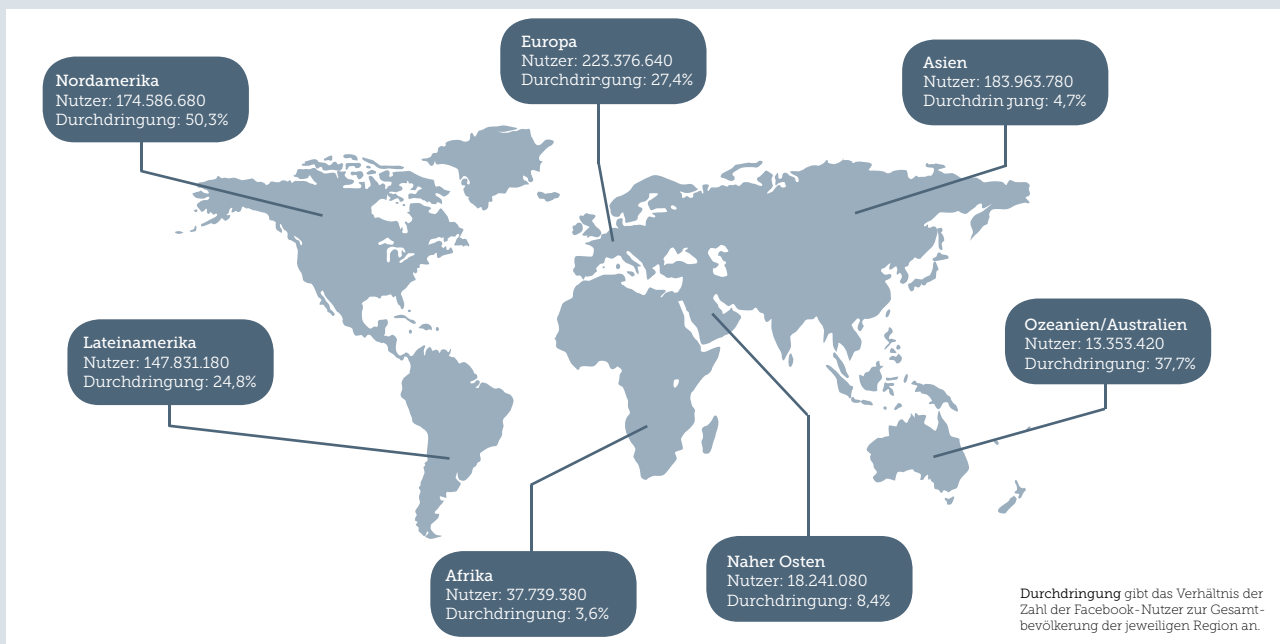 Europa
Nutzer: 223.376.640
Durchdringung: 27,4%
Asien
Nutzer: 183.963.780
Durchdringung: 4,7%
Nordamerika
Nutzer: 174.586.680
Durchdringung: 50,3%
Ozeanien/Australien
Nutzer: 13.353.420
Durchdringung: 37,7%
Lateinamerika
Nutzer: 147.831.180
Durchdringung: 24,8%
Afrika
Nutzer: 37.739.380
Durchdringung: 3,6%
Naher Osten
Nutzer: 18.241.080
Durchdringung: 8,4%
Durchdringung gibt das Verhältnis der
Zahl der Facebook-Nutzer zur Gesamt-
bevölkerung der jeweiligen Region an.